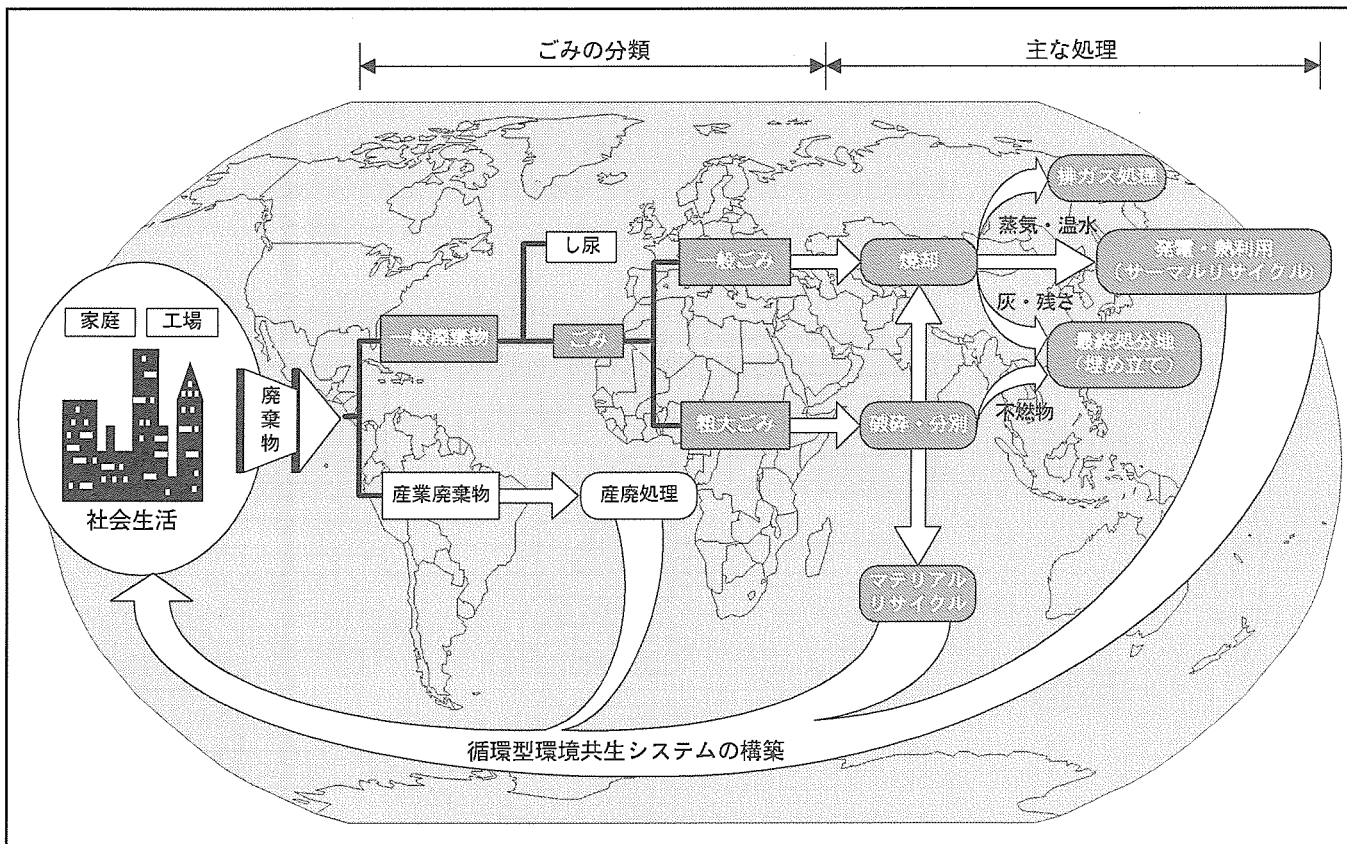 ごみの分類
主な処理
家庭
工場
社会生活
廃棄物
一般廃棄物
産業廃棄物
し尿
ごみ
産廃処理
一般ごみ
粗大ごみ
焼却
破砕・分別
マテリアル
リサイクル
排ガス処理
蒸気・温水
発電・熱利用
(サーマルリサイクル)
灰・残さ
最終処分地
(埋め立て)
不燃物
循環型環境共生システムの構築